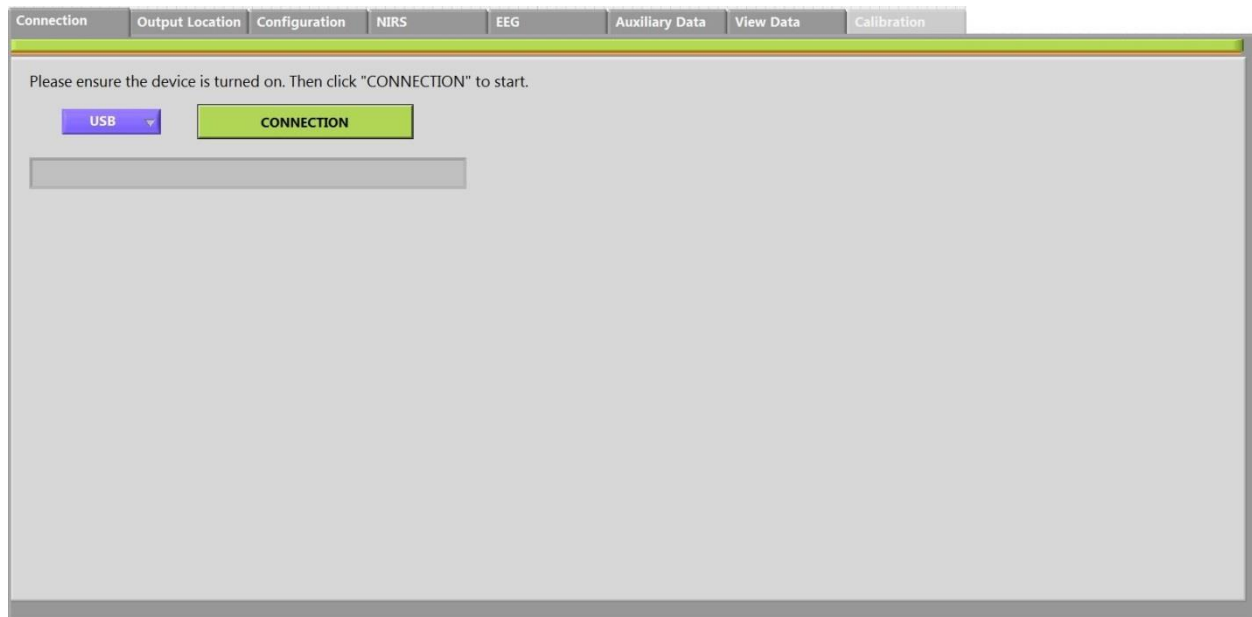 Connection Output Location Configuration NIRS EEG Auxiliary Data View Data Calibration
Please ensure the device is turned on. Then click "CONNECTION" to start.
USB CONNECTION